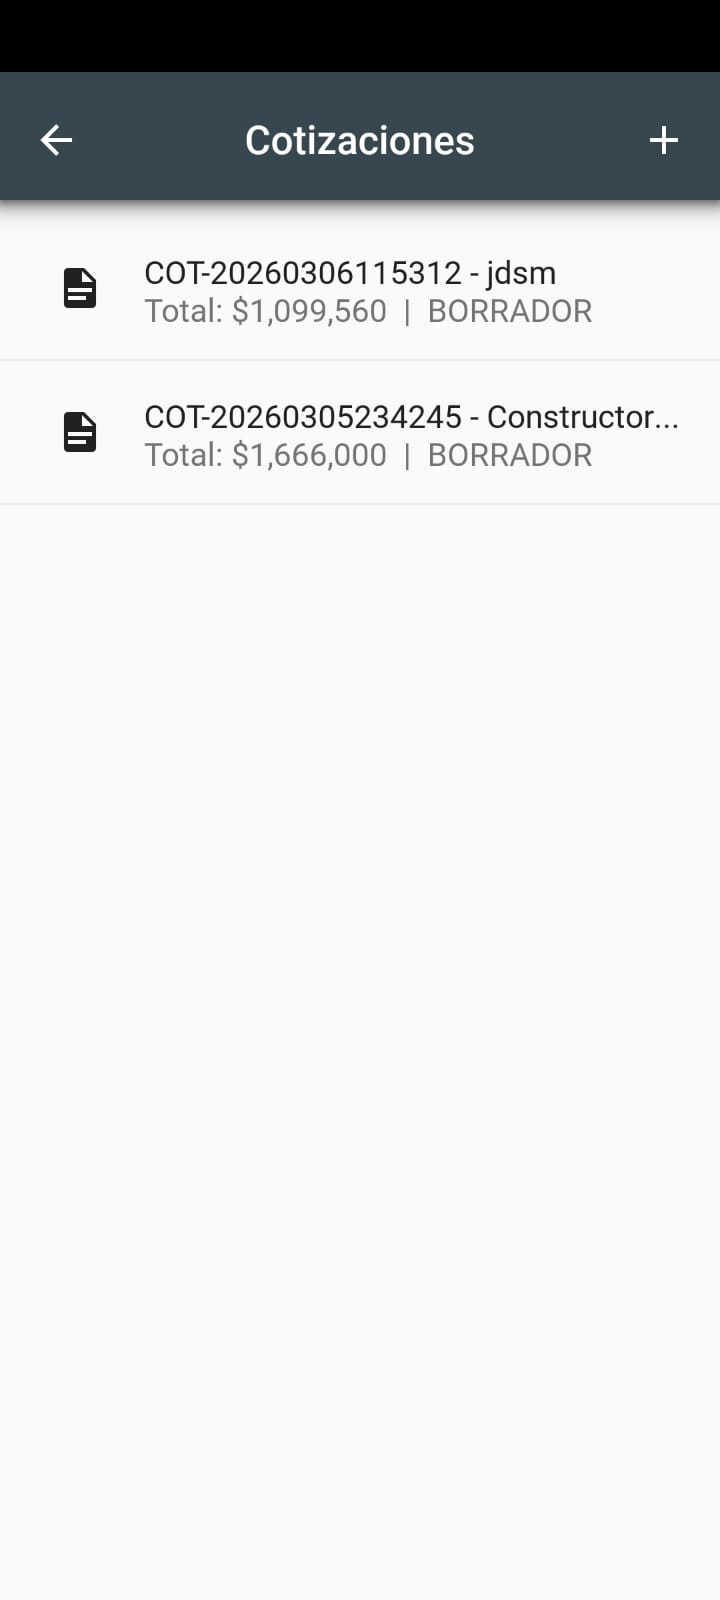 Cotizaciones
COT-20260306115312 - jdsm
Total: $1,099,560 | BORRADOR
COT-20260305234245 - Constructor...
Total: $1,666,000 | BORRADOR